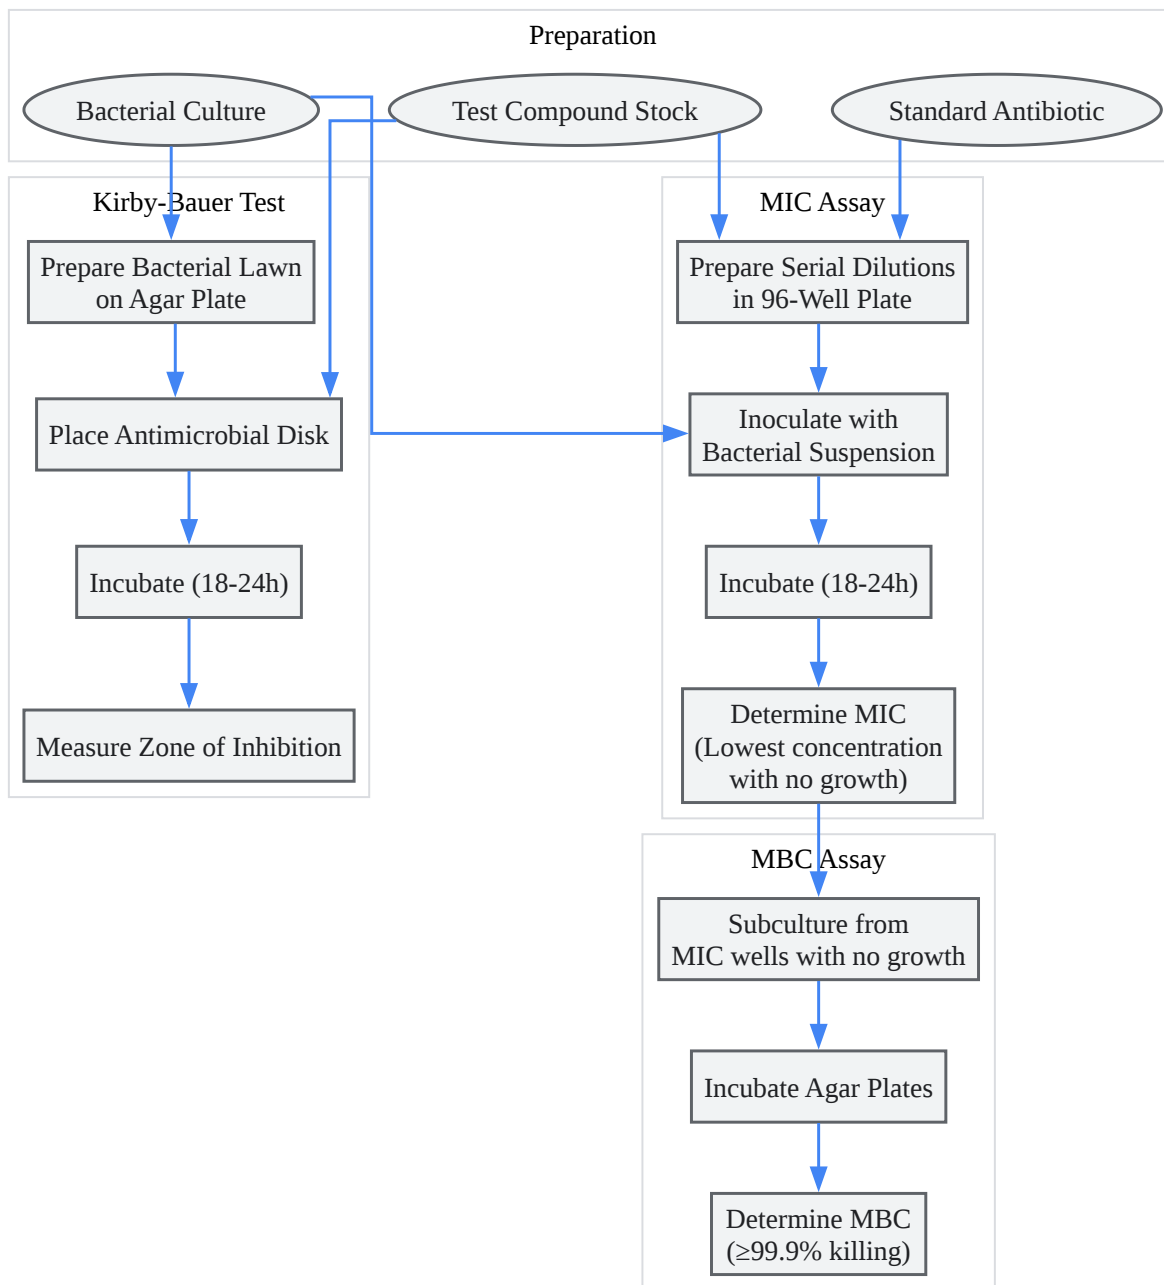 Preparation
Bacterial Culture
Test Compound Stock
Standard Antibiotic
Kirby-Bauer Test
Prepare Bacterial Lawn
on Agar Plate
Place Antimicrobial Disk
Incubate (18-24h)
Measure Zone of Inhibition
MIC Assay
Prepare Serial Dilutions
in 96-Well Plate
Inoculate with
Bacterial Suspension
Incubate (18-24h)
Determine MIC
(Lowest concentration
with no growth)
MBC Assay
Subculture from
MIC wells with no growth
Incubate Agar Plates
Determine MBC
(≥99.9% killing)